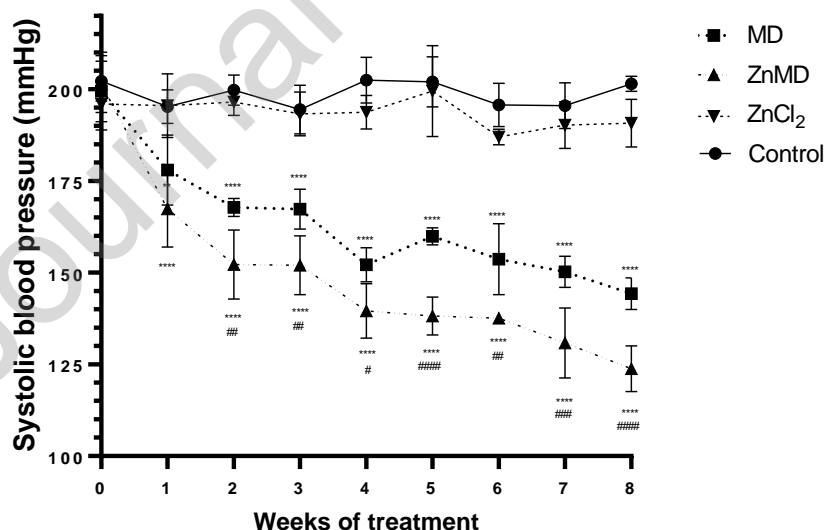 Journal
Systolic blood pressure (mmHg)
200
175
150
125
100
**** **** **** **** **** **** ****
****
**** **** **** **** **** **** ****
## ## # #### ## ### ####
0 1 2 3 4 5 6 7 8
Weeks of treatment
MD
ZnMD
ZnCl₂
Control